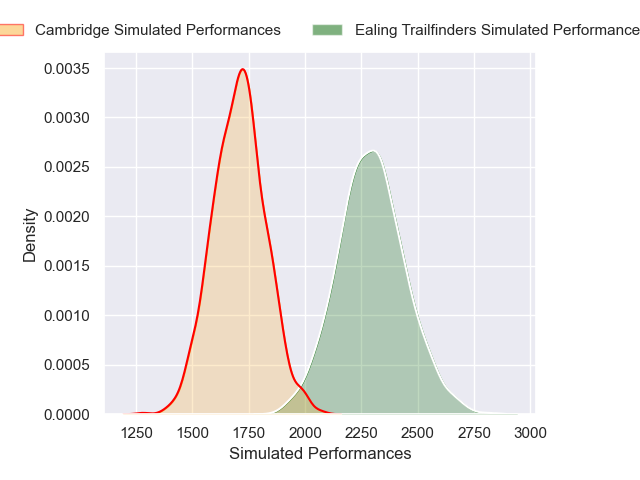 Cambridge Simulated Performances
Ealing Trailfinders Simulated Performance
0.0035
0.0030
0.0025
0.0020
0.0015
0.0010
0.0005
0.0000
Density
1250 1500 1750 2000 2250 2500 2750 3000
Simulated Performances